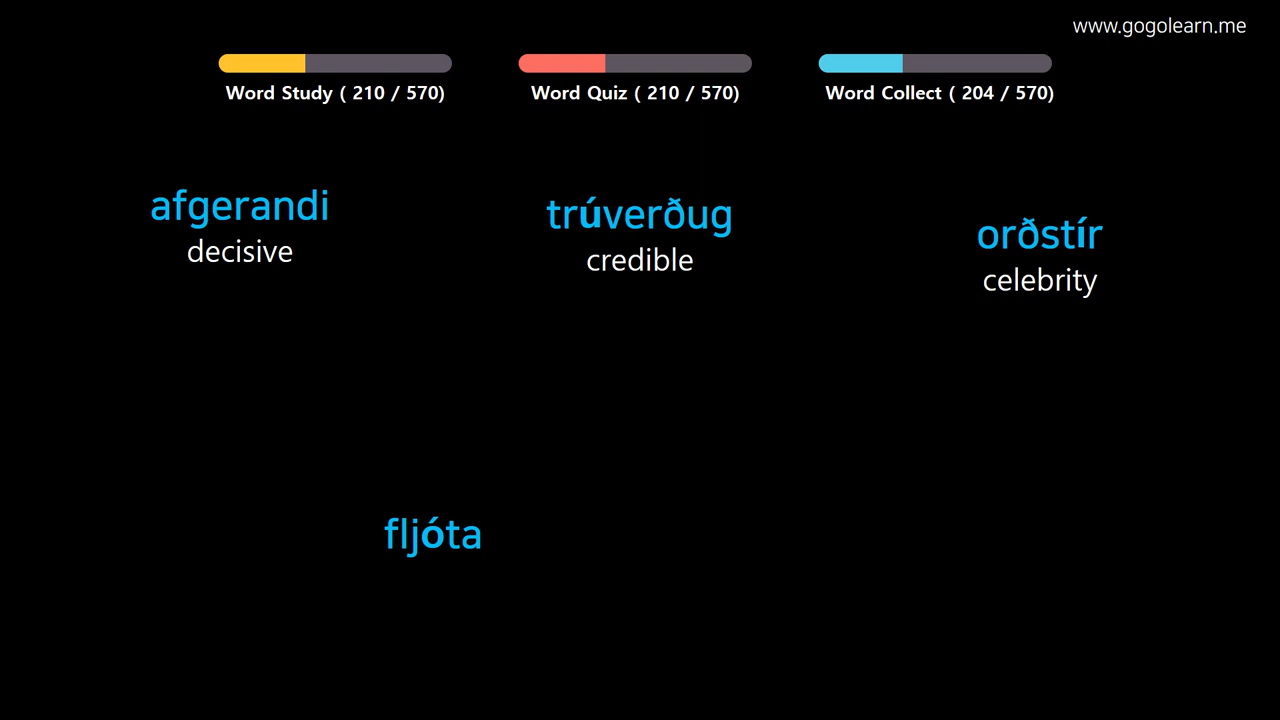 www.gogolearn.me
Word Study ( 210 / 570)
Word Quiz ( 210 / 570)
Word Collect ( 204 / 570)
afgerandi
decisive
trúverðug
credible
orðstír
celebrity
fljóta